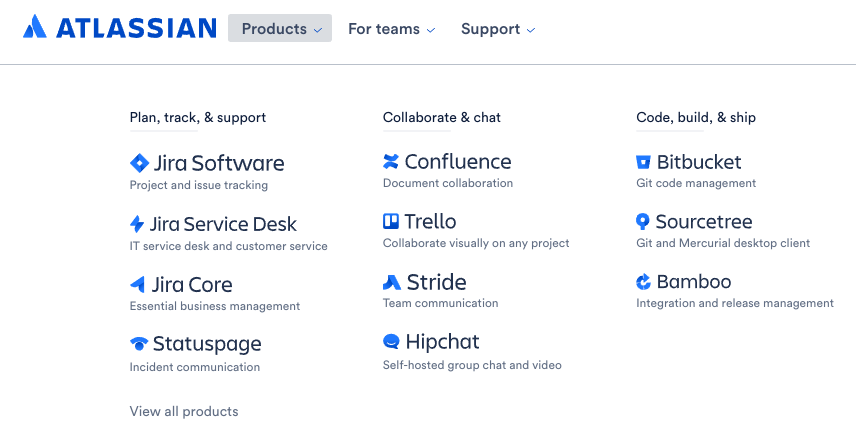 ATLASSIAN Products For teams Support
Plan, track, & support
Jira Software
Project and issue tracking
Jira Service Desk
IT service desk and customer service
Jira Core
Essential business management
Statuspage
Incident communication
View all products
Collaborate & chat
Confluence
Document collaboration
Trello
Collaborate visually on any project
Stride
Team communication
Hipchat
Self-hosted group chat and video
Code, build, & ship
Bitbucket
Git code management
Sourcetree
Git and Mercurial desktop client
Bamboo
Integration and release management